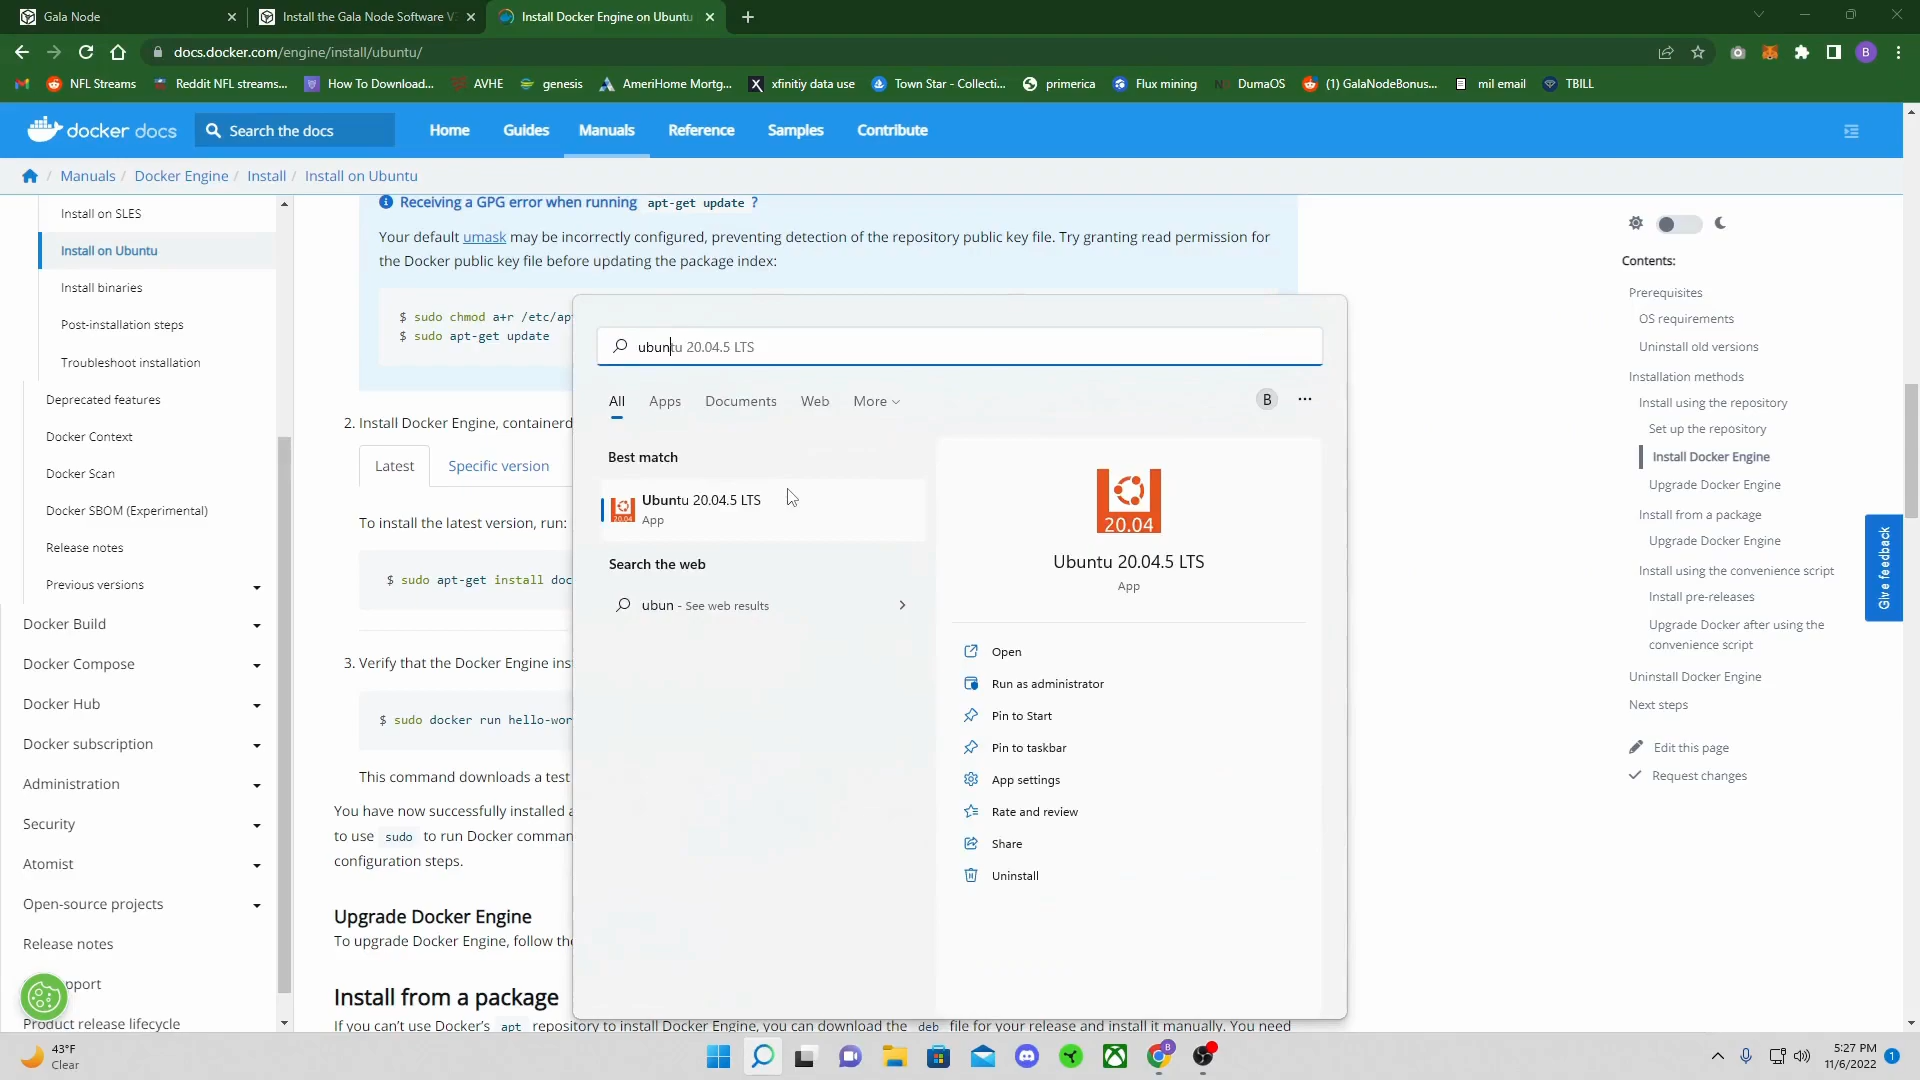 Gala Node
Install the Gala Node Software V
Install Docker Engine on Ubuntu
docs.docker.com/engine/install/ubuntu/
B
NFL Streams
Reddit NFL streams...
How To Download...
AVHE
genesis
AmeriHome Mortg...
xfinitiy data use
Town Star - Collecti...
primerica
Flux mining
DumaOS
(1) GalaNodeBonus...
mil email
TBILL
docker docs
Search the docs
Home
Guides
Manuals
Reference
Samples
Contribute
/ Manuals / Docker Engine / Install / Install on Ubuntu
Install on SLES
Install on Ubuntu
Install binaries
Post-installation steps
Troubleshoot installation
Deprecated features
Docker Context
Docker Scan
Docker SBOM (Experimental)
Release notes
Previous versions
Docker Build
Docker Compose
Docker Hub
Docker subscription
Administration
Security
Atomist
Open-source projects
Release notes
pport
Product release lifecycle
Receiving a GPG error when running apt-get update ?
Your default umask may be incorrectly configured, preventing detection of the repository public key file. Try granting read permission for
the Docker public key file before updating the package index:
$ sudo chmod a+r /etc/ap
$ sudo apt-get update
2. Install Docker Engine, containerd
Latest
Specific version
To install the latest version, run:
$ sudo apt-get install doc
3. Verify that the Docker Engine ins
$ sudo docker run hello-wor
This command downloads a test
You have now successfully installed a
to use sudo to run Docker comman
configuration steps.
Upgrade Docker Engine
To upgrade Docker Engine, follow the
Install from a package
If you can't use Docker's apt repository to install Docker Engine, you can download the deb file for your release and install it manually. You need
ubuntu 20.04.5 LTS
All
Apps
Documents
Web
More
B
Best match
20.04
Ubuntu 20.04.5 LTS
App
Search the web
ubun - See web results
20.04
Ubuntu 20.04.5 LTS
App
Open
Run as administrator
Pin to Start
Pin to taskbar
App settings
Rate and review
Share
Uninstall
Contents:
Prerequisites
OS requirements
Uninstall old versions
Installation methods
Install using the repository
Set up the repository
Install Docker Engine
Upgrade Docker Engine
Install from a package
Upgrade Docker Engine
Install using the convenience script
Install pre-releases
Upgrade Docker after using the
convenience script
Uninstall Docker Engine
Next steps
Edit this page
Request changes
Give feedback
43°F
Clear
B
5:27 PM
11/6/2022
1